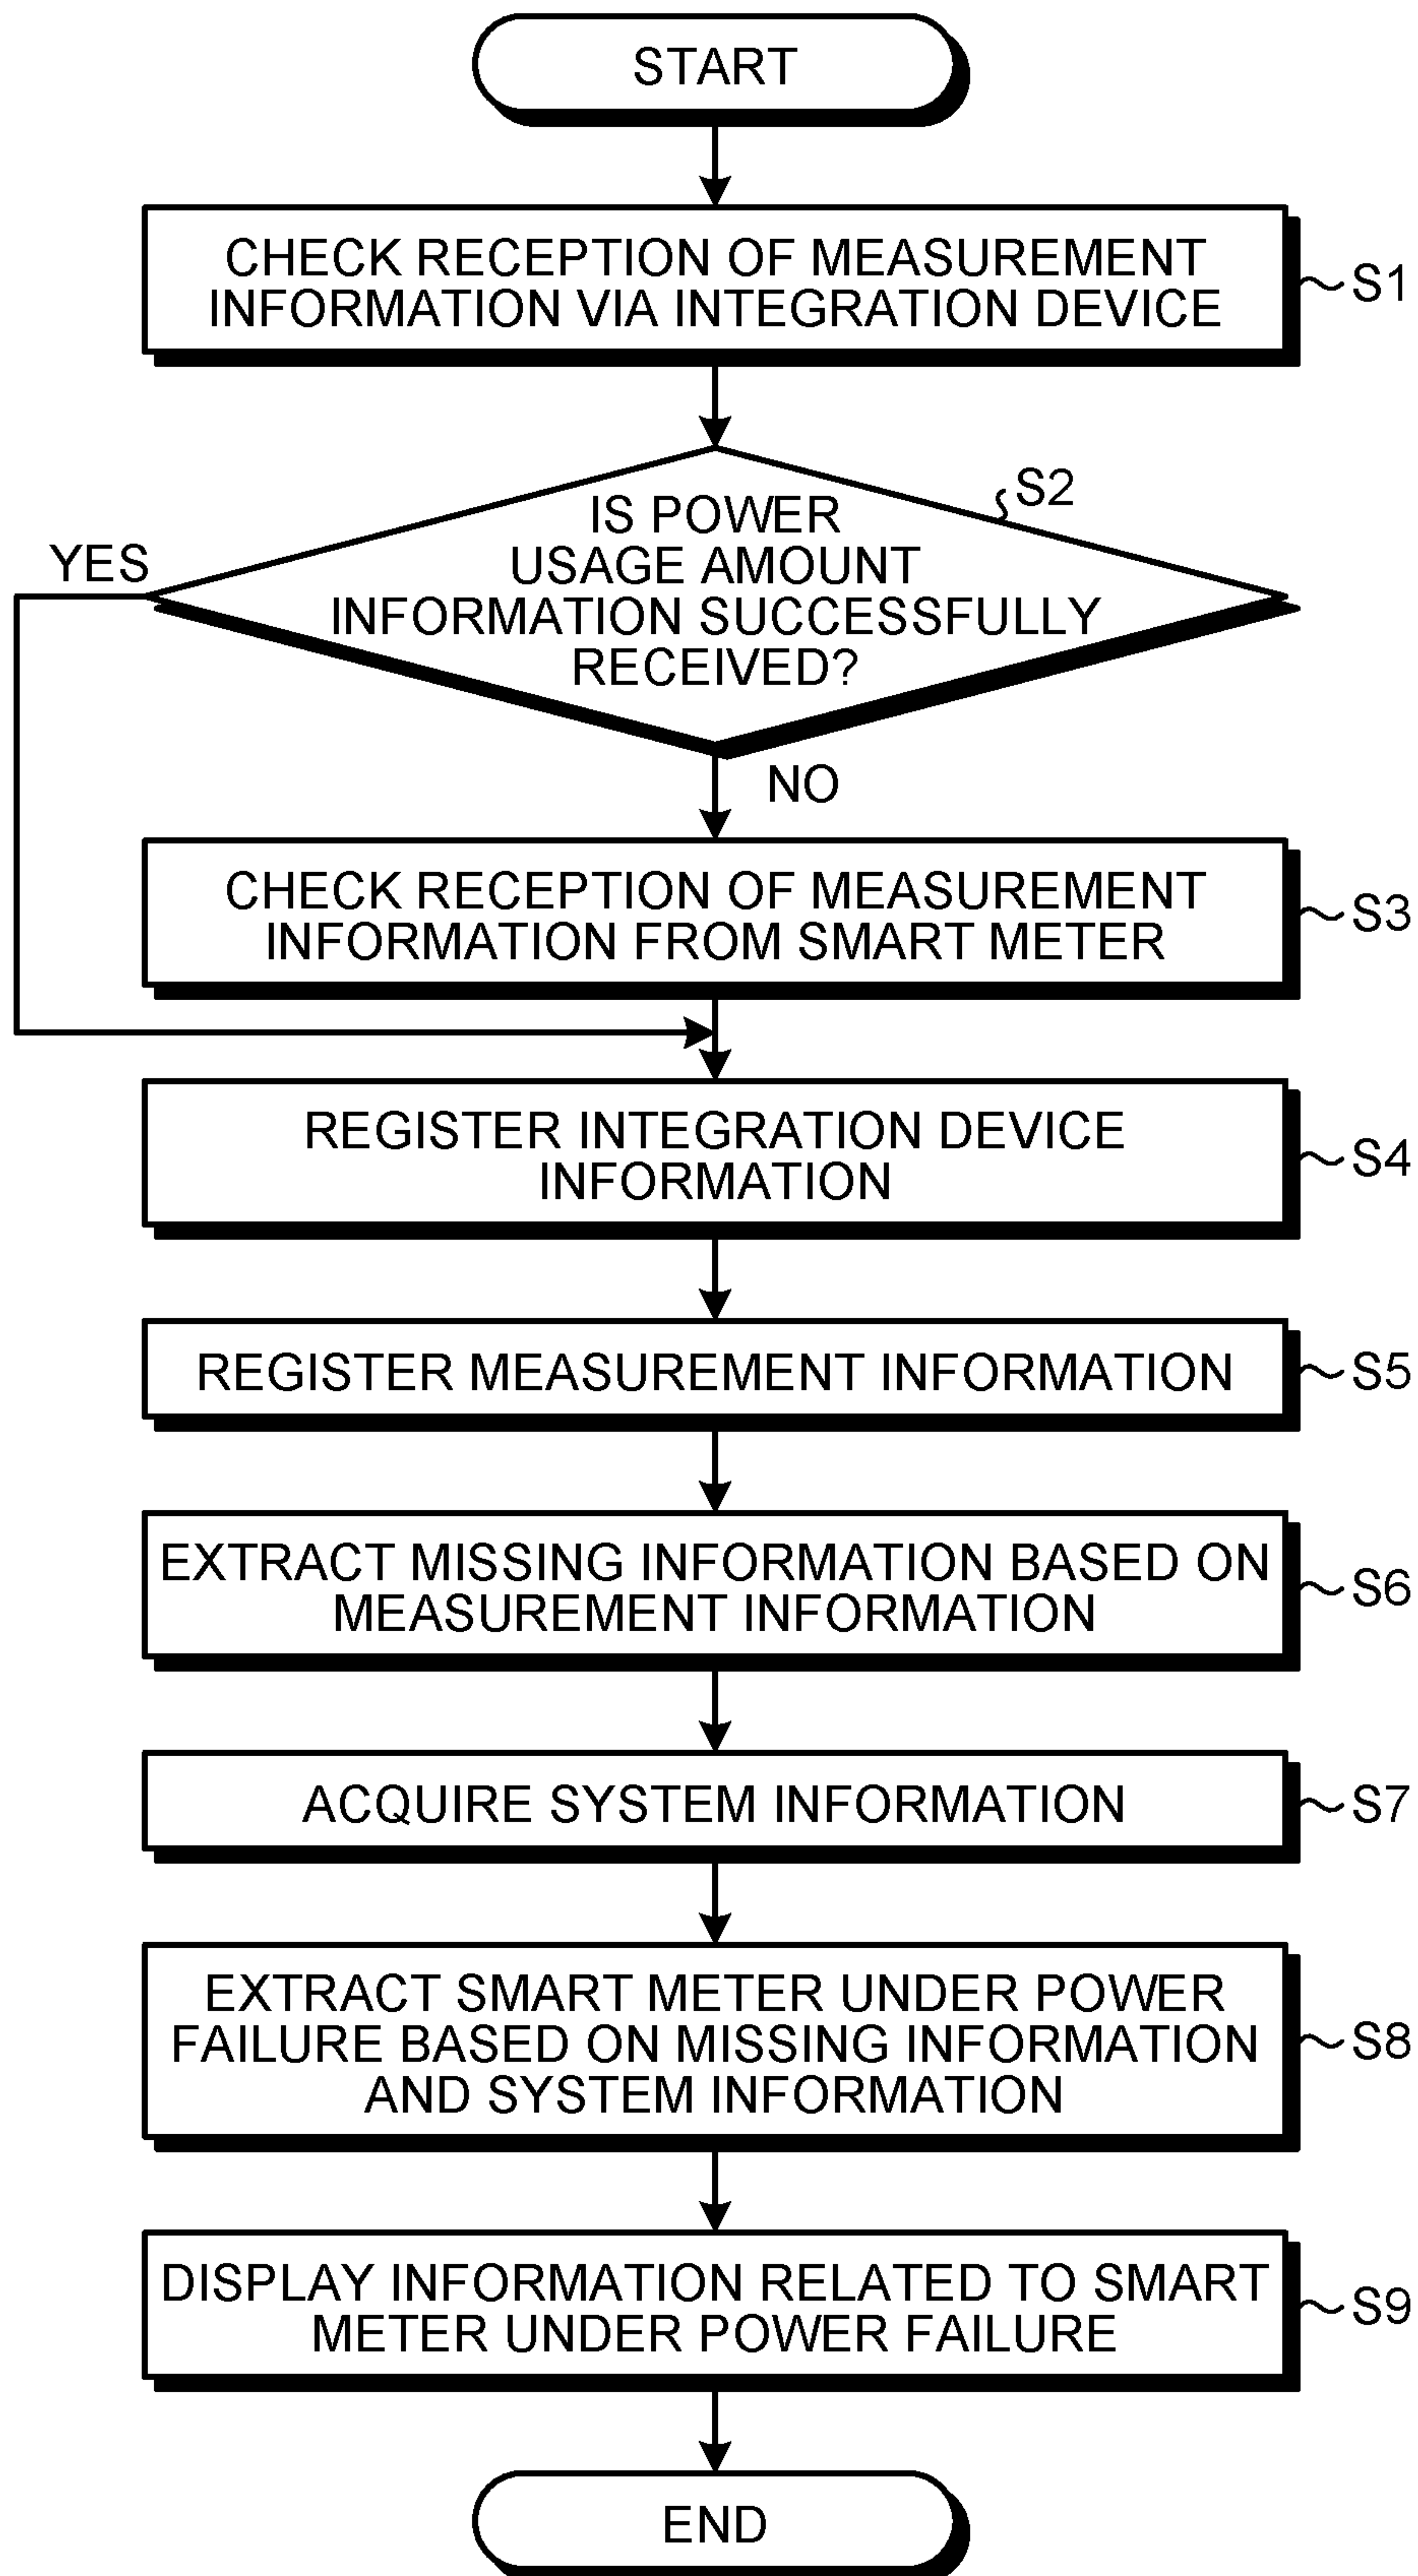 START
CHECK RECEPTION OF MEASUREMENT
INFORMATION VIA INTEGRATION DEVICE
S1
S2
IS POWER
USAGE AMOUNT
INFORMATION SUCCESSFULLY
RECEIVED?
YES
NO
CHECK RECEPTION OF MEASUREMENT
INFORMATION FROM SMART METER
S3
REGISTER INTEGRATION DEVICE
INFORMATION
S4
REGISTER MEASUREMENT INFORMATION
S5
EXTRACT MISSING INFORMATION BASED ON
MEASUREMENT INFORMATION
S6
ACQUIRE SYSTEM INFORMATION
S7
EXTRACT SMART METER UNDER POWER
FAILURE BASED ON MISSING INFORMATION
AND SYSTEM INFORMATION
S8
DISPLAY INFORMATION RELATED TO SMART
METER UNDER POWER FAILURE
S9
END